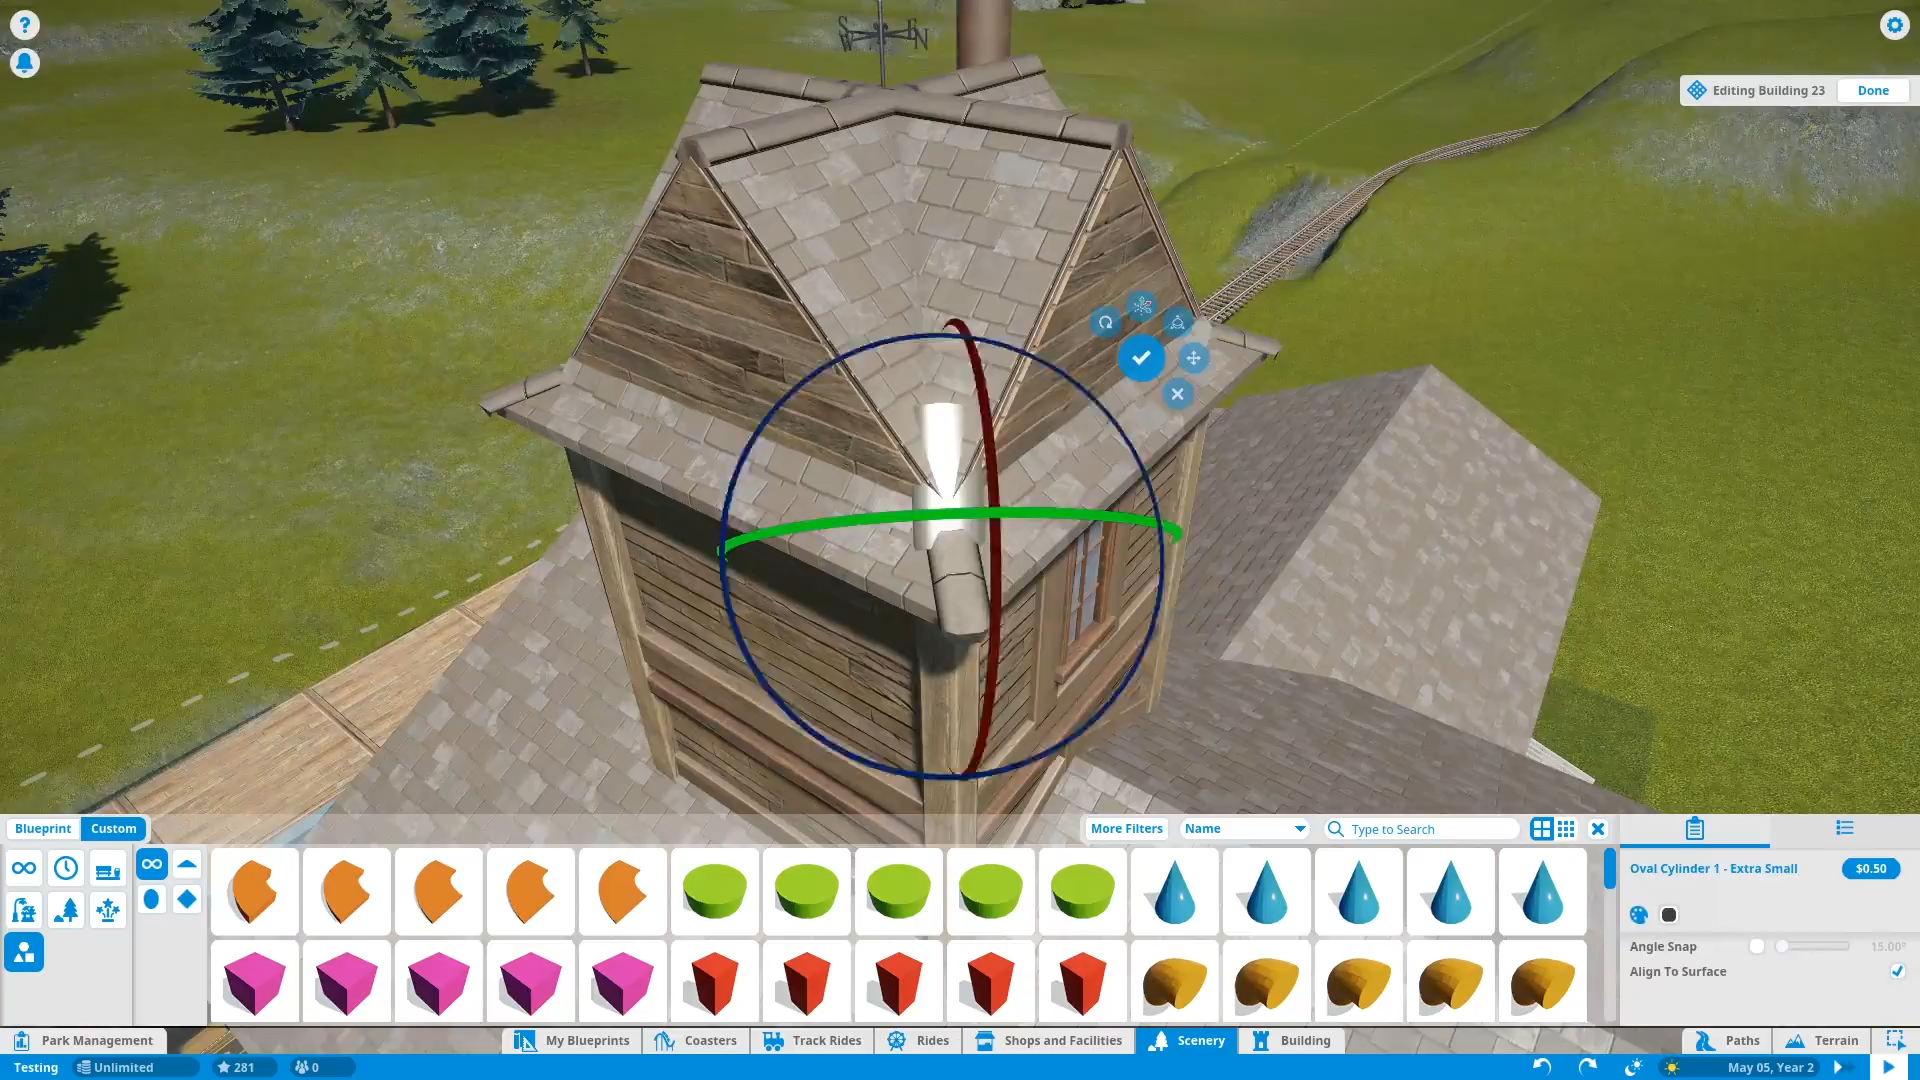 ?
S
W
N
Editing Building 23
Done
Blueprint
Custom
More Filters
Name
Type to Search
Oval Cylinder 1 - Extra Small
$0.50
Angle Snap
15.00°
Align To Surface
Park Management
My Blueprints
Coasters
Track Rides
Rides
Shops and Facilities
Scenery
Building
Paths
Terrain
Testing
Unlimited
281
0
May 05, Year 2